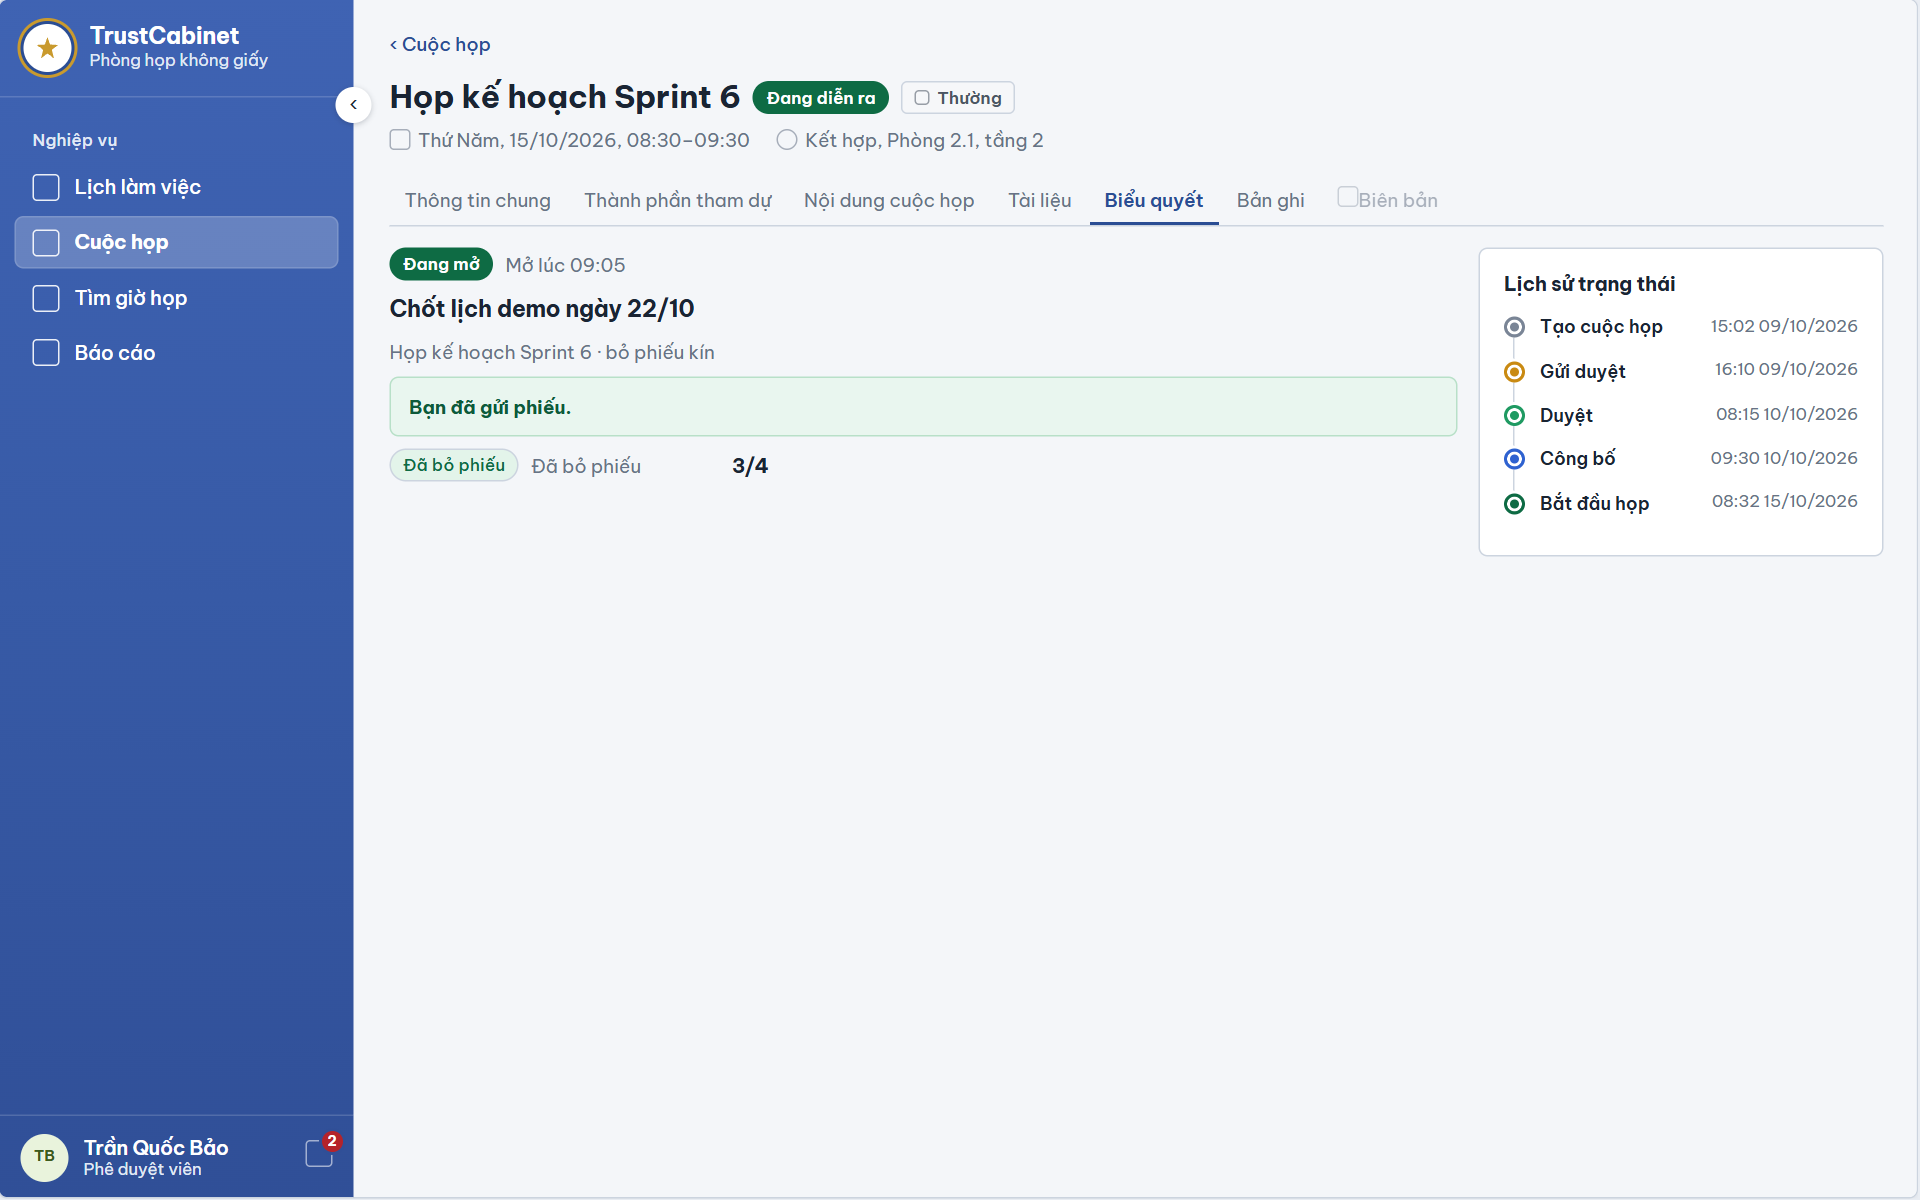 TrustCabinet
Phòng họp không giấy
Nghiệp vụ
Lịch làm việc
Cuộc họp
Tìm giờ họp
Báo cáo
TB
Trần Quốc Bảo
Phê duyệt viên
2
‹ Cuộc họp
Họp kế hoạch Sprint 6
Đang diễn ra
Thường
Thứ Năm, 15/10/2026, 08:30–09:30
Kết hợp, Phòng 2.1, tầng 2
Thông tin chung
Thành phần tham dự
Nội dung cuộc họp
Tài liệu
Biểu quyết
Bản ghi
Biên bản
Đang mở
Mở lúc 09:05
Chốt lịch demo ngày 22/10
Họp kế hoạch Sprint 6 · bỏ phiếu kín
Bạn đã gửi phiếu.
Đã bỏ phiếu
Đã bỏ phiếu
3/4
Lịch sử trạng thái
Tạo cuộc họp 15:02 09/10/2026
Gửi duyệt 16:10 09/10/2026
Duyệt 08:15 10/10/2026
Công bố 09:30 10/10/2026
Bắt đầu họp 08:32 15/10/2026